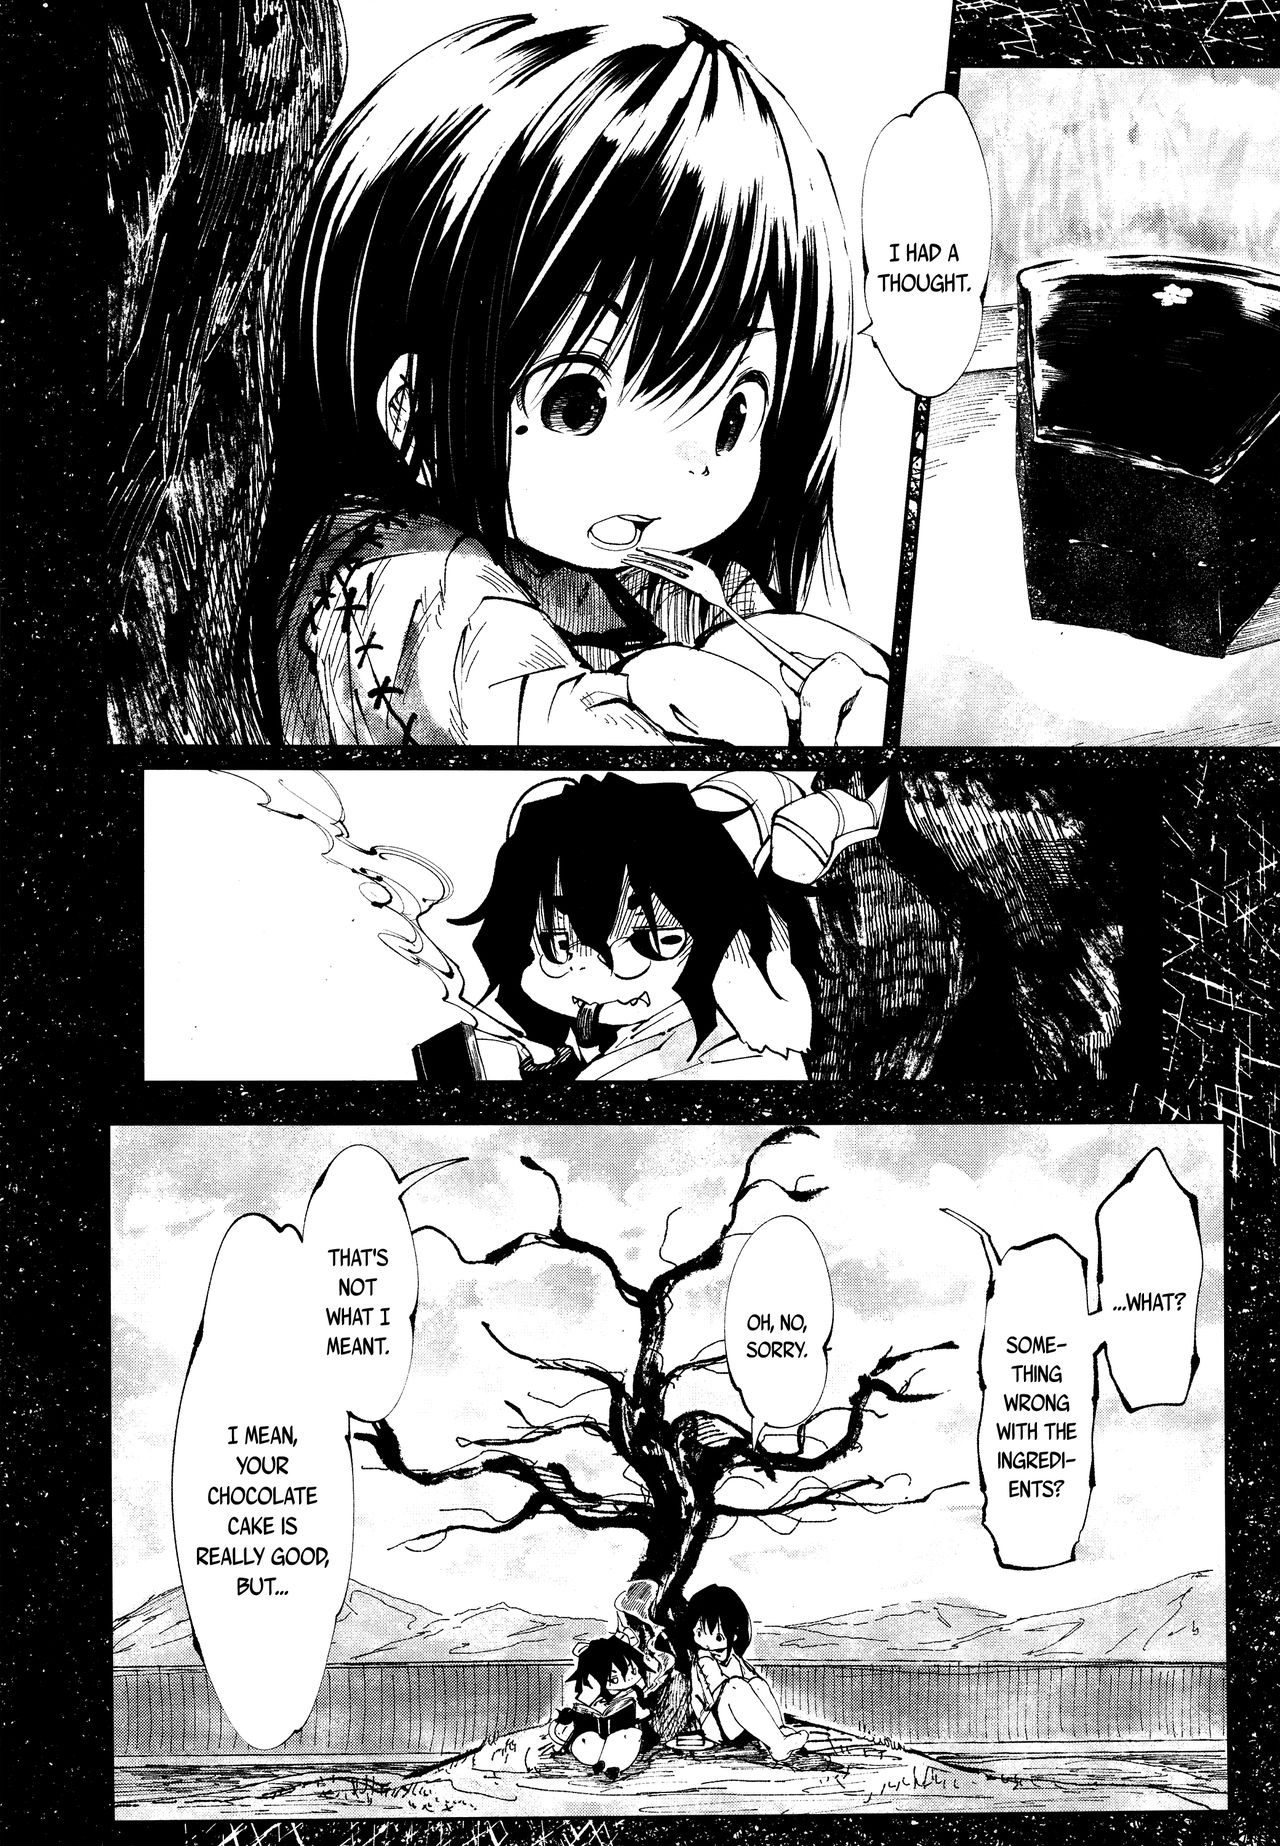 I HAD A
THOUGHT.
...WHAT?
SOME-
THING
WRONG
WITH THE
INGREDI-
ENTS?
OH, NO,
SORRY.
THAT'S
NOT
WHAT I
MEANT.
I MEAN,
YOUR
CHOCOLATE
CAKE IS
REALLY GOOD,
BUT...